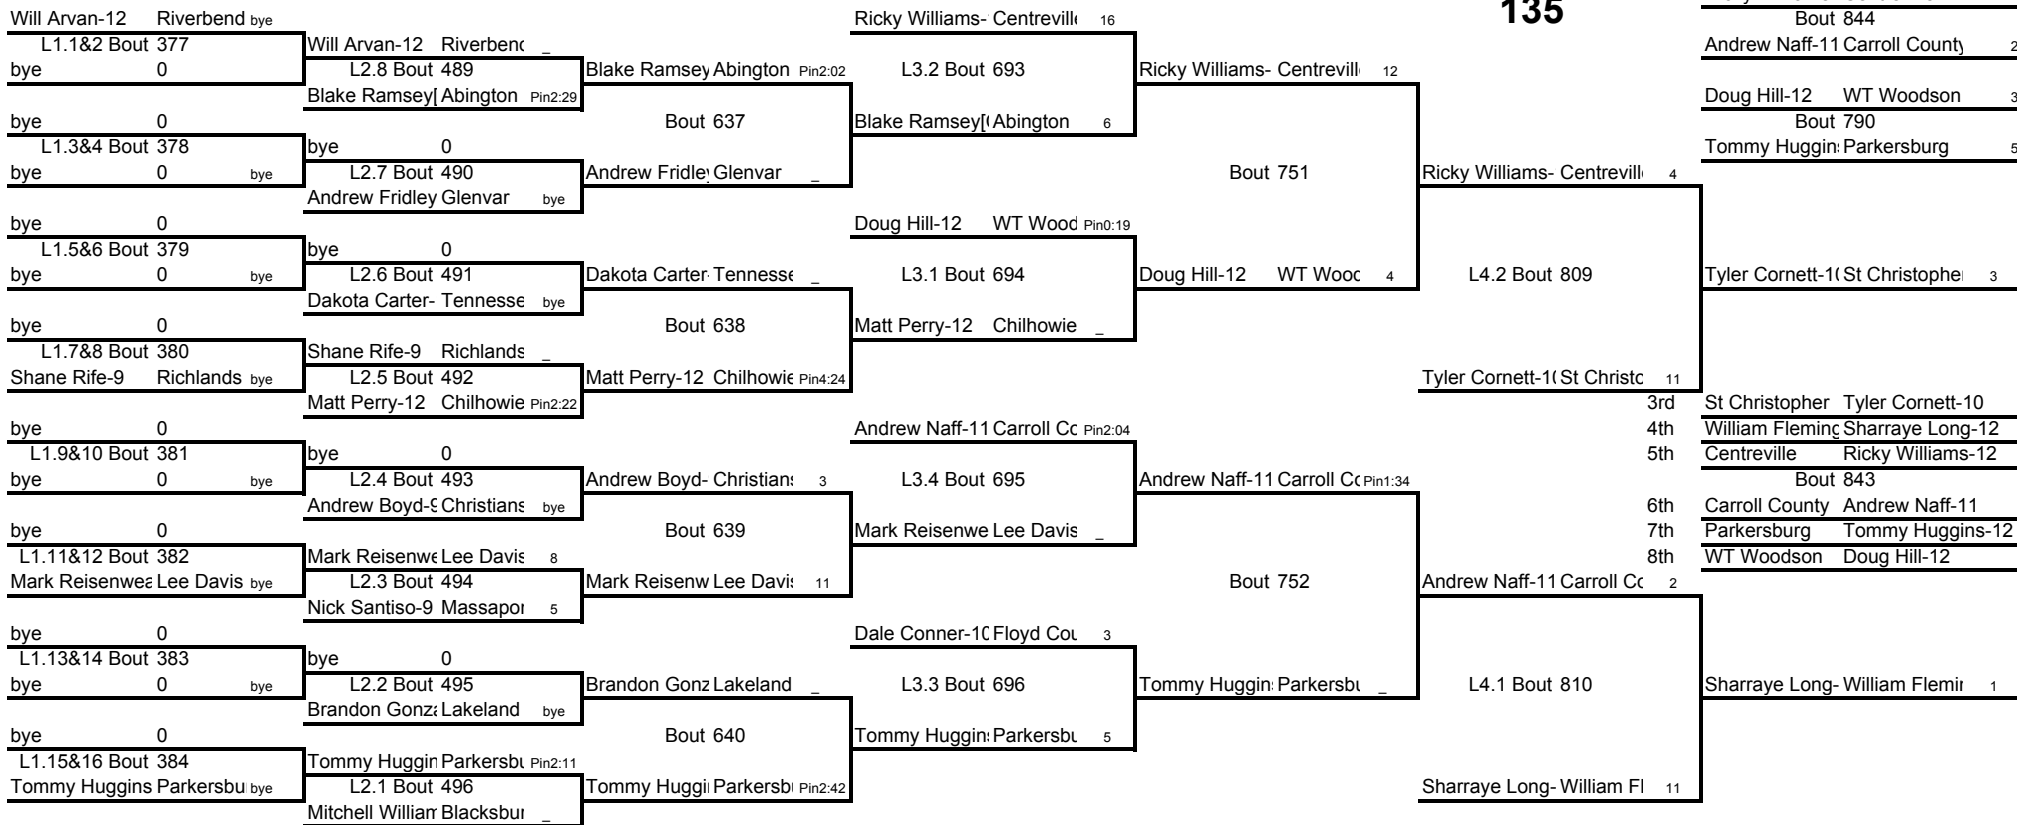 135
Will Arvan-12 Riverbend bye
L1.1&2 Bout 377
bye 0
bye 0
L1.3&4 Bout 378
bye 0 bye
bye 0
L1.5&6 Bout 379
bye 0 bye
bye 0
L1.7&8 Bout 380
Shane Rife-9 Richlands bye
bye 0
L1.9&10 Bout 381
bye 0 bye
bye 0
L1.11&12 Bout 382
Mark Reisenwea Lee Davis bye
bye 0
L1.13&14 Bout 383
bye 0 bye
bye 0
L1.15&16 Bout 384
Tommy Huggins Parkersbu bye
Will Arvan-12 Riverbend _
L2.8 Bout 489
Blake Ramsey[ Abington Pin2:29
bye 0
L2.7 Bout 490
Andrew Fridley Glenvar bye
bye 0
L2.6 Bout 491
Dakota Carter- Tennesse bye
Shane Rife-9 Richlands _
L2.5 Bout 492
Matt Perry-12 Chilhowie Pin2:22
bye 0
L2.4 Bout 493
Andrew Boyd-9 Christians bye
Mark Reisenwe Lee Davis 8
L2.3 Bout 494
Nick Santiso-9 Massapor 5
bye 0
L2.2 Bout 495
Brandon Gonza Lakeland bye
Tommy Huggin Parkersbu Pin2:11
L2.1 Bout 496
Mitchell William Blacksbur _
Blake Ramsey Abington Pin2:02
Bout 637
Andrew Fridley Glenvar _
Dakota Carter- Tennesse _
Bout 638
Matt Perry-12 Chilhowie Pin4:24
Andrew Boyd- Christians 3
Bout 639
Mark Reisenw Lee Davis 11
Brandon Gonz Lakeland _
Bout 640
Tommy Huggi Parkersb Pin2:42
Ricky Williams- Centreville 16
L3.2 Bout 693
Blake Ramsey[( Abington 6
Doug Hill-12 WT Wood Pin0:19
L3.1 Bout 694
Matt Perry-12 Chilhowie _
Andrew Naff-11 Carroll Co Pin2:04
L3.4 Bout 695
Mark Reisenwe Lee Davis _
Dale Conner-10 Floyd Cou 3
L3.3 Bout 696
Tommy Huggins Parkersbu 5
Ricky Williams- Centreville 12
Bout 751
Doug Hill-12 WT Wood 4
Andrew Naff-11 Carroll Co Pin1:34
Bout 752
Tommy Huggins Parkersbu _
Ricky Williams- Centreville 4
L4.2 Bout 809
Tyler Cornett-10 St Christo 11
Andrew Naff-11 Carroll Co 2
L4.1 Bout 810
Sharraye Long- William Fl 11
Bout 844
Andrew Naff-11 Carroll County 2
Doug Hill-12 WT Woodson 3
Bout 790
Tommy Huggins Parkersburg 5
Tyler Cornett-10 St Christopher 3
3rd St Christopher Tyler Cornett-10
4th William Fleming Sharraye Long-12
5th Centreville Ricky Williams-12
Bout 843
6th Carroll County Andrew Naff-11
7th Parkersburg Tommy Huggins-12
8th WT Woodson Doug Hill-12
Sharraye Long- William Flemin 1